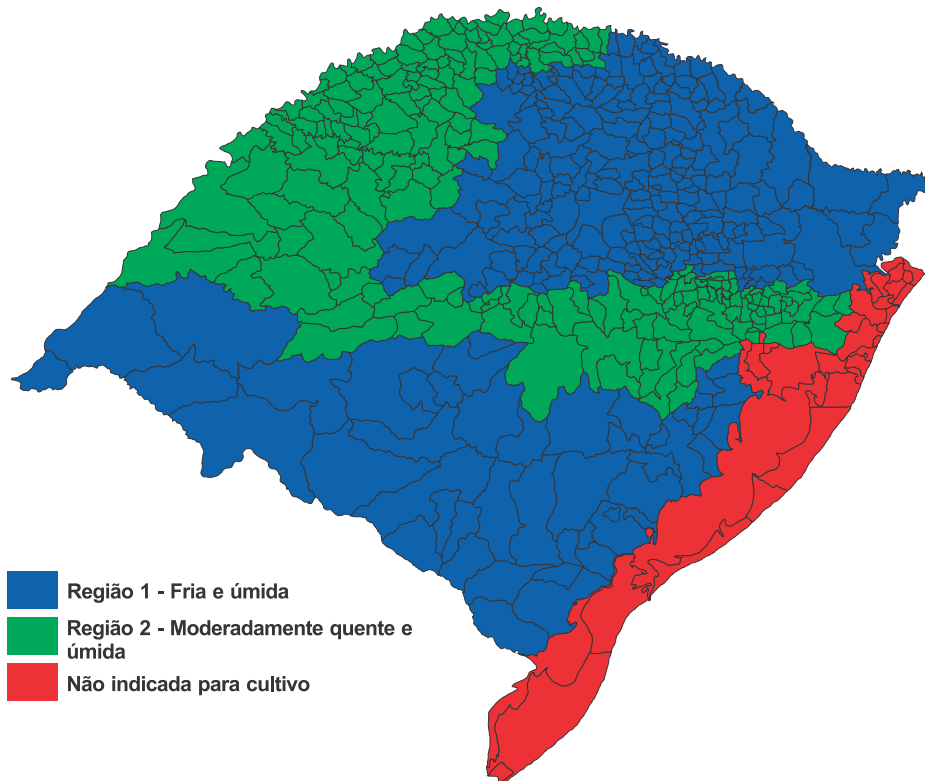 Região 1 - Fria e úmida
Região 2 - Moderadamente quente e
úmida
Não indicada para cultivo